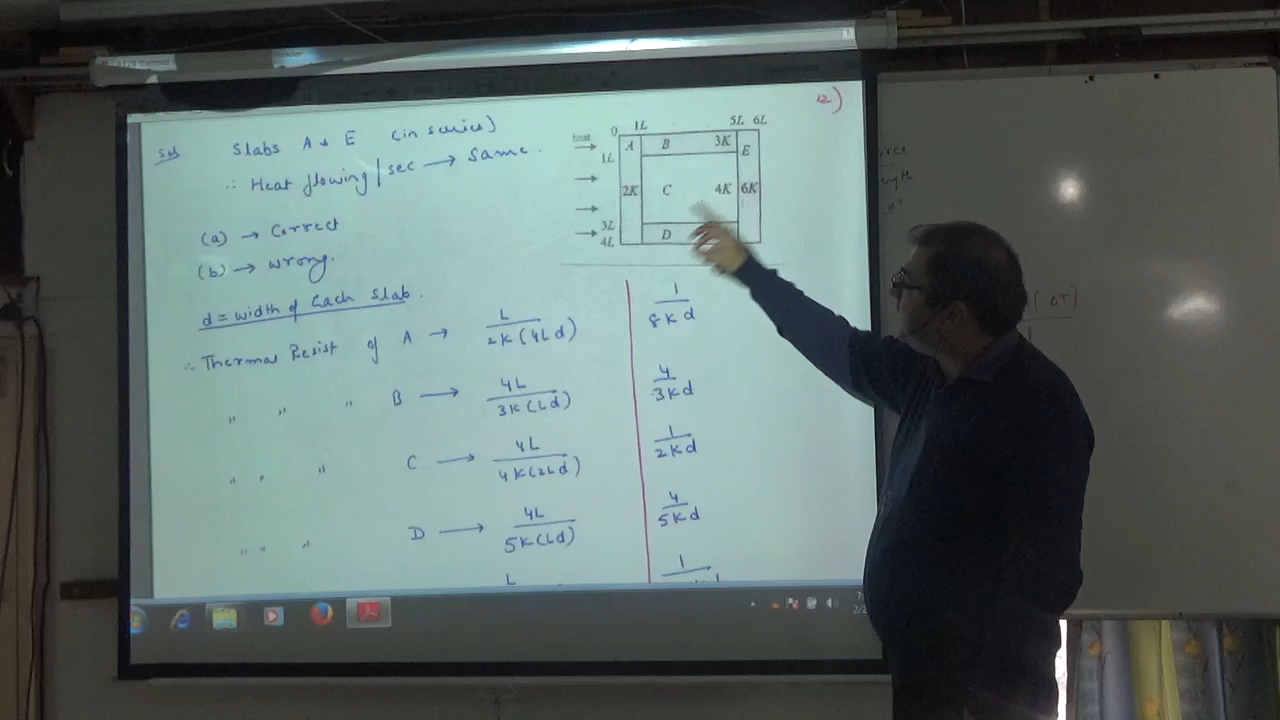 12)
Sol
Slabs A & E (in series)
∴ Heat flowing / sec → Same.
(a) → Correct
(b) → wrong.
d = width of Each Slab.
∴ Thermal Resist of A → L / 2K(4Ld) 1 / 8Kd
" " " B → 4L / 3K(Ld) 4 / 3Kd
" " " C → 4L / 4K(2Ld) 1 / 2Kd
" " " D → 4L / 5K(Ld) 4 / 5Kd
L 1
0 1L 5L 6L
A B 3K E
1L
2K C 4K 6K
3L
D
4L
( ΔT)